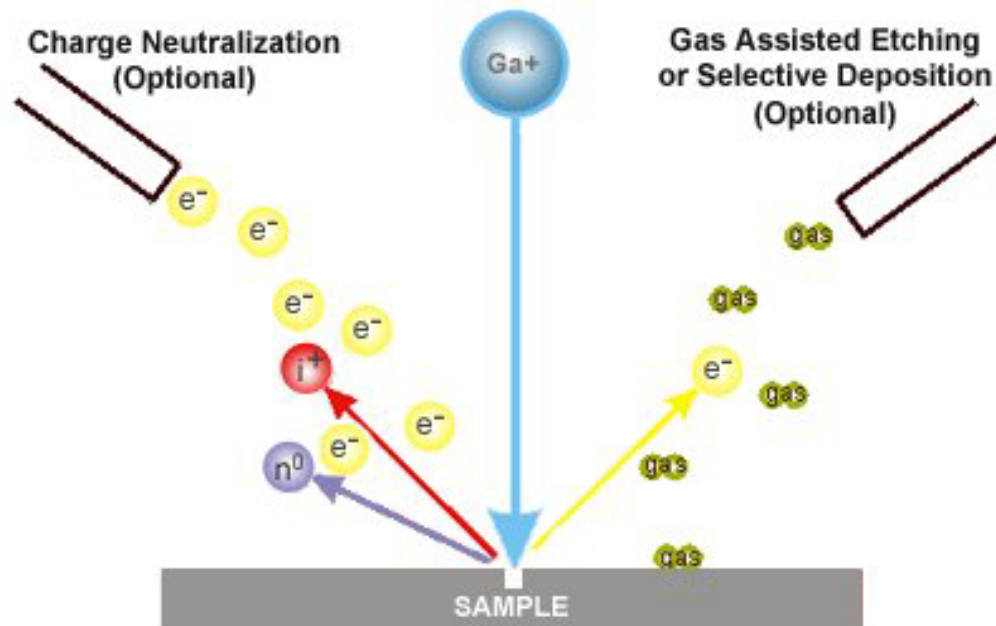 Charge Neutralization
(Optional)
Ga+
Gas Assisted Etching
or Selective Deposition
(Optional)
e⁻
e⁻
gas
e⁻
gas
e⁻
i⁺
e⁻
gas
e⁻
e⁻
n⁰
gas
gas
SAMPLE